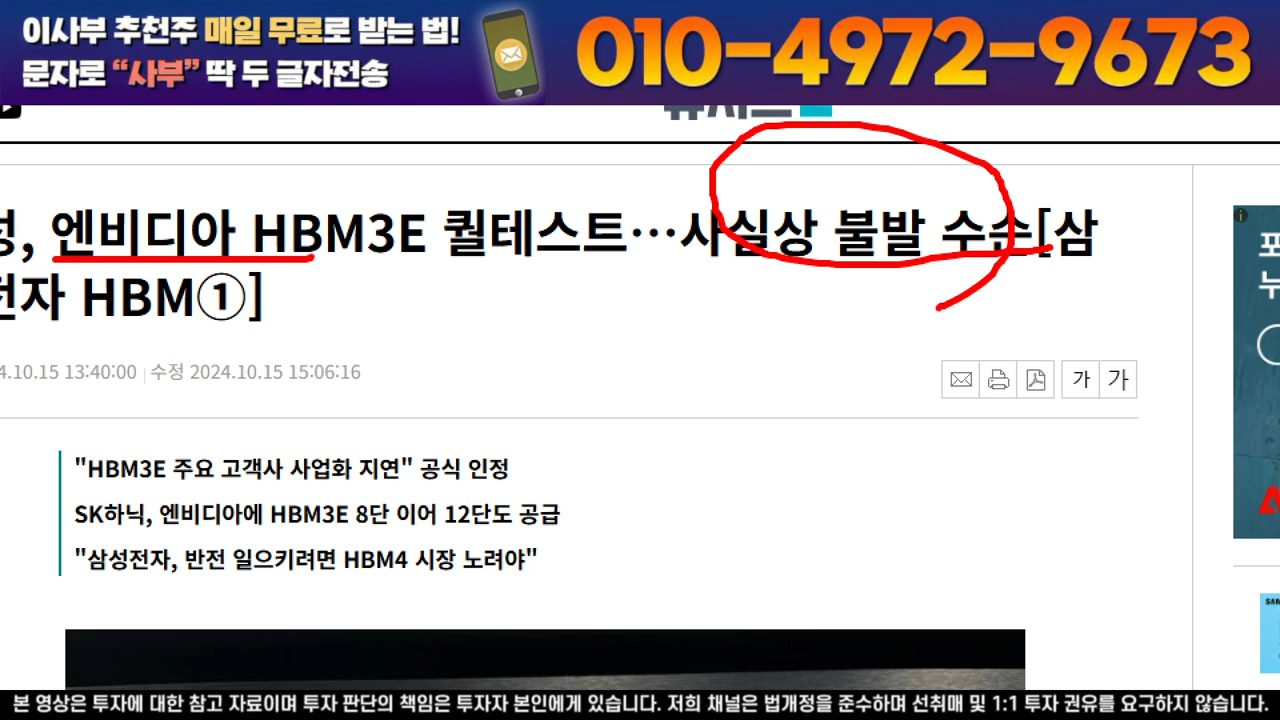 이사부 추천주 매일 무료로 받는 법!
문자로 “사부” 딱 두 글자전송
010-4972-9673
성, 엔비디아 HBM3E 퀄테스트…사실상 불발 수순[삼
전자 HBM①]
4.10.15 13:40:00 수정 2024.10.15 15:06:16
가 가
"HBM3E 주요 고객사 사업화 지연" 공식 인정
SK하닉, 엔비디아에 HBM3E 8단 이어 12단도 공급
"삼성전자, 반전 일으키려면 HBM4 시장 노려야"
본 영상은 투자에 대한 참고 자료이며 투자 판단의 책임은 투자자 본인에게 있습니다. 저희 채널은 법개정을 준수하며 선취매 및 1:1 투자 권유를 요구하지 않습니다.